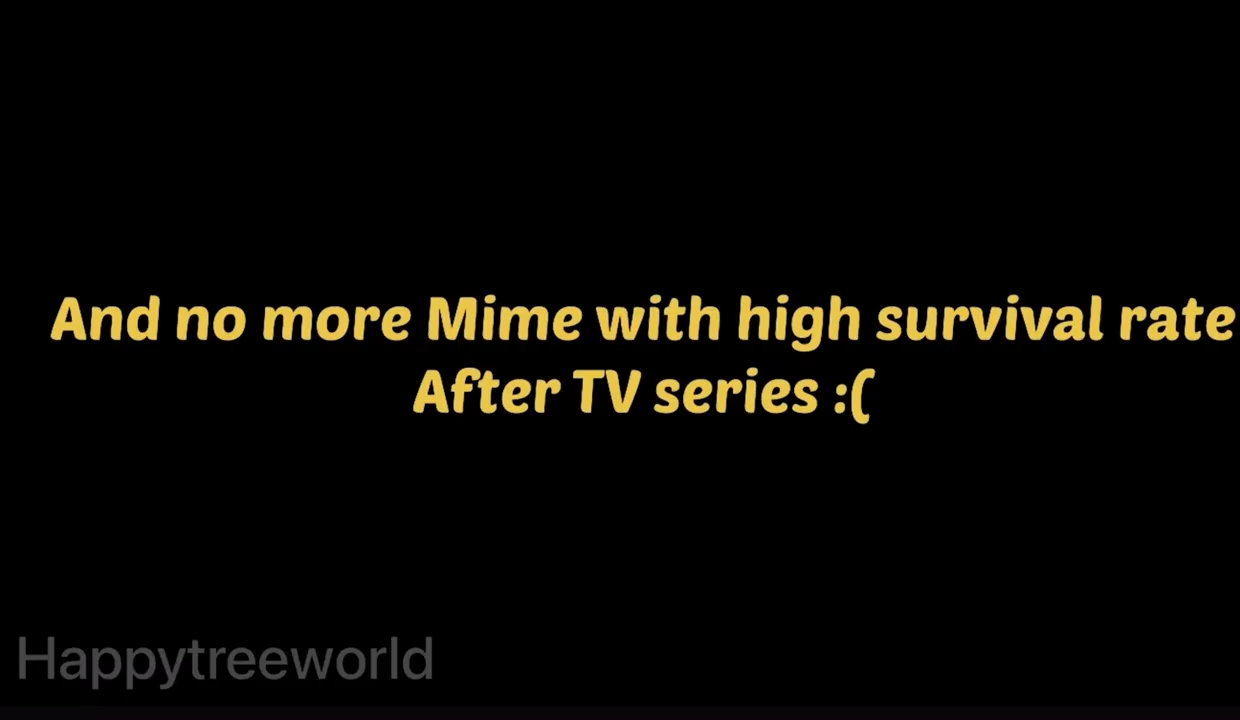 And no more Mime with high survival rate
After TV series :(
Happytreeworld